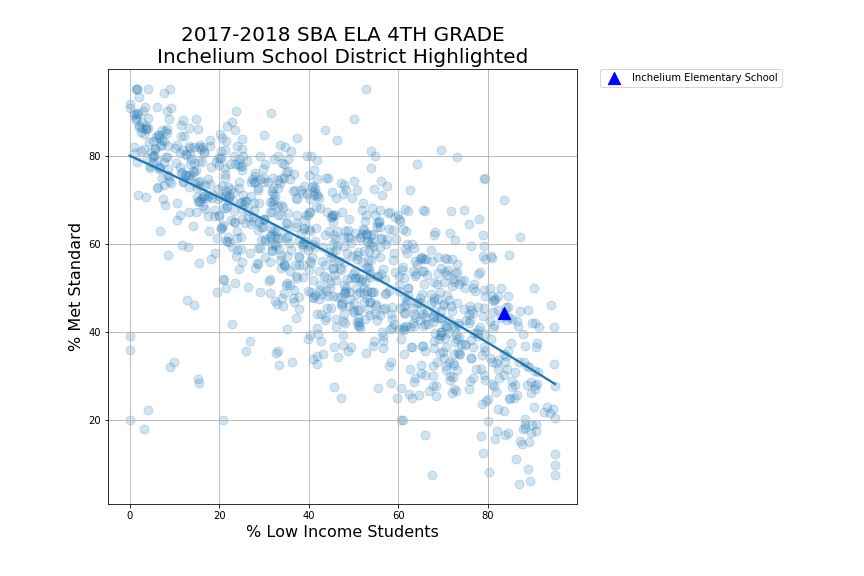 2017-2018 SBA ELA 4TH GRADE
Inchelium School District Highlighted
Inchelium Elementary School
% Met Standard
80
60
40
20
0
20
40
60
80
% Low Income Students